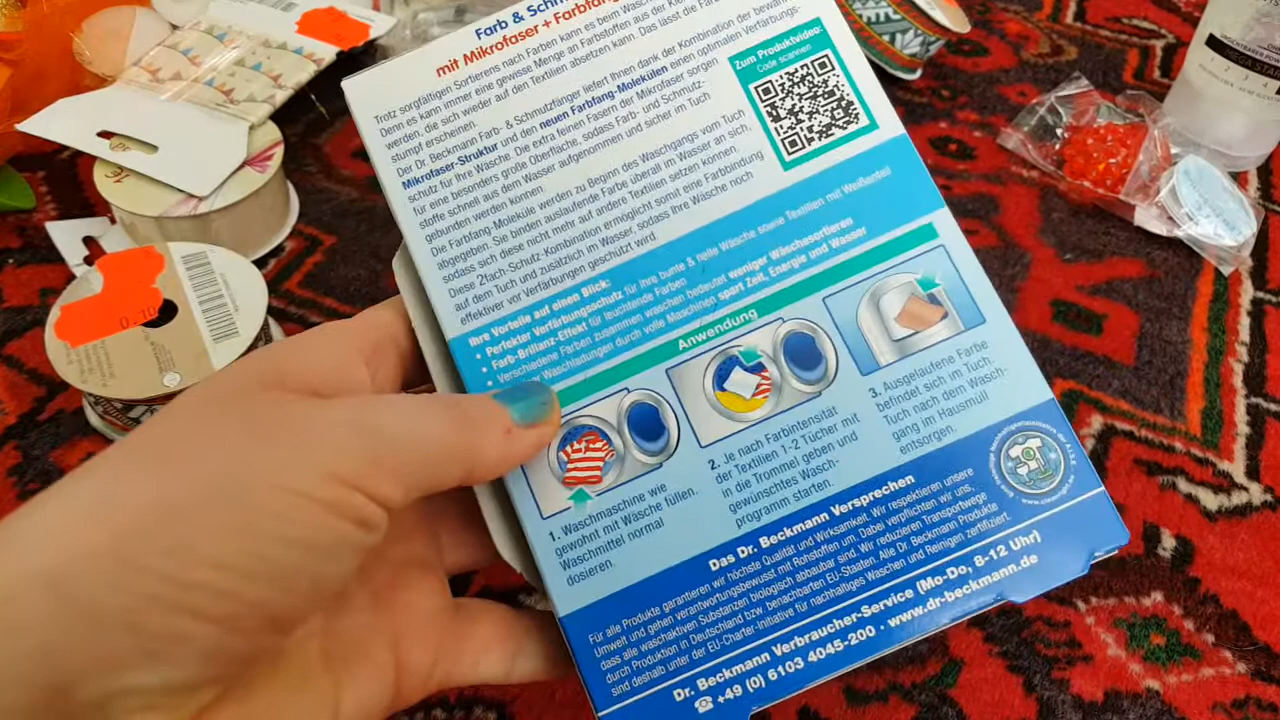 Farb & Schm
mit Mikrofaser + Farbfang
Trotz sorgfältigen Sortierens nach Farben kann es beim Wasch
Denn es kann immer eine gewisse Menge an Farbstoffen aus der
werden, die sich wieder auf den Textilien absetzen kann. Das lässt die Farb
stumpf erscheinen.
Der Dr. Beckmann Farb- & Schmutzfänger liefert Ihnen dank der Kombination der bewähr
Mikrofaser-Struktur und den neuen Farbfang-Molekülen einen optimalen Verfärbungs-
schutz für Ihre Wäsche. Die extra feinen Fasern der Mikrofaser sorgen
für eine besonders große Oberfläche, sodass Farb- und Schmutz-
stoffe schnell aus dem Wasser aufgenommen und sicher im Tuch
gebunden werden können.
Die Farbfang-Moleküle werden zu Beginn des Waschgangs vom Tuch
abgegeben. Sie binden auslaufende Farbe überall im Wasser an sich,
sodass sich diese nicht mehr auf andere Textilien setzen können.
Diese 2fach-Schutz-Kombination ermöglicht somit eine Farbbindung
auf dem Tuch und zusätzlich im Wasser, sodass Ihre Wäsche noch
effektiver vor Verfärbungen geschützt wird.
Zum Produktvideo:
Code scannen
Ihre Vorteile auf einen Blick:
• Perfekter Verfärbungsschutz für Ihre bunte & helle Wäsche sowie Textilien mit Weißanteil
• Farb-Brillanz-Effekt für leuchtende Farben
• Verschiedene Farben zusammen waschen bedeutet weniger Wäschesortieren
• Waschladungen durch volle Maschinen spart Zeit, Energie und Wasser
Anwendung
1. Waschmaschine wie
gewohnt mit Wäsche füllen.
Waschmittel normal
dosieren.
2. Je nach Farbintensität
der Textilien 1-2 Tücher mit
in die Trommel geben und
gewünschtes Wasch-
programm starten.
3. Ausgelaufene Farbe
befindet sich im Tuch.
Tuch nach dem Wasch-
gang im Hausmüll
entsorgen.
Das Dr. Beckmann Versprechen
Für alle Produkte garantieren wir höchste Qualität und Wirksamkeit. Wir respektieren unsere
Umwelt und gehen verantwortungsbewusst mit Rohstoffen um. Dabei verpflichten wir uns,
dass alle waschaktiven Substanzen biologisch abbaubar sind. Wir reduzieren Transportwege
durch Produktion in Deutschland bzw. benachbarten EU-Staaten. Alle Dr. Beckmann Produkte
sind deshalb unter der EU-Charter-Initiative für nachhaltiges Waschen und Reinigen zertifiziert.
Dr. Beckmann Verbraucher-Service (Mo-Do, 8-12 Uhr)
+49 (0) 6103 4045-200 • www.dr-beckmann.de
1€